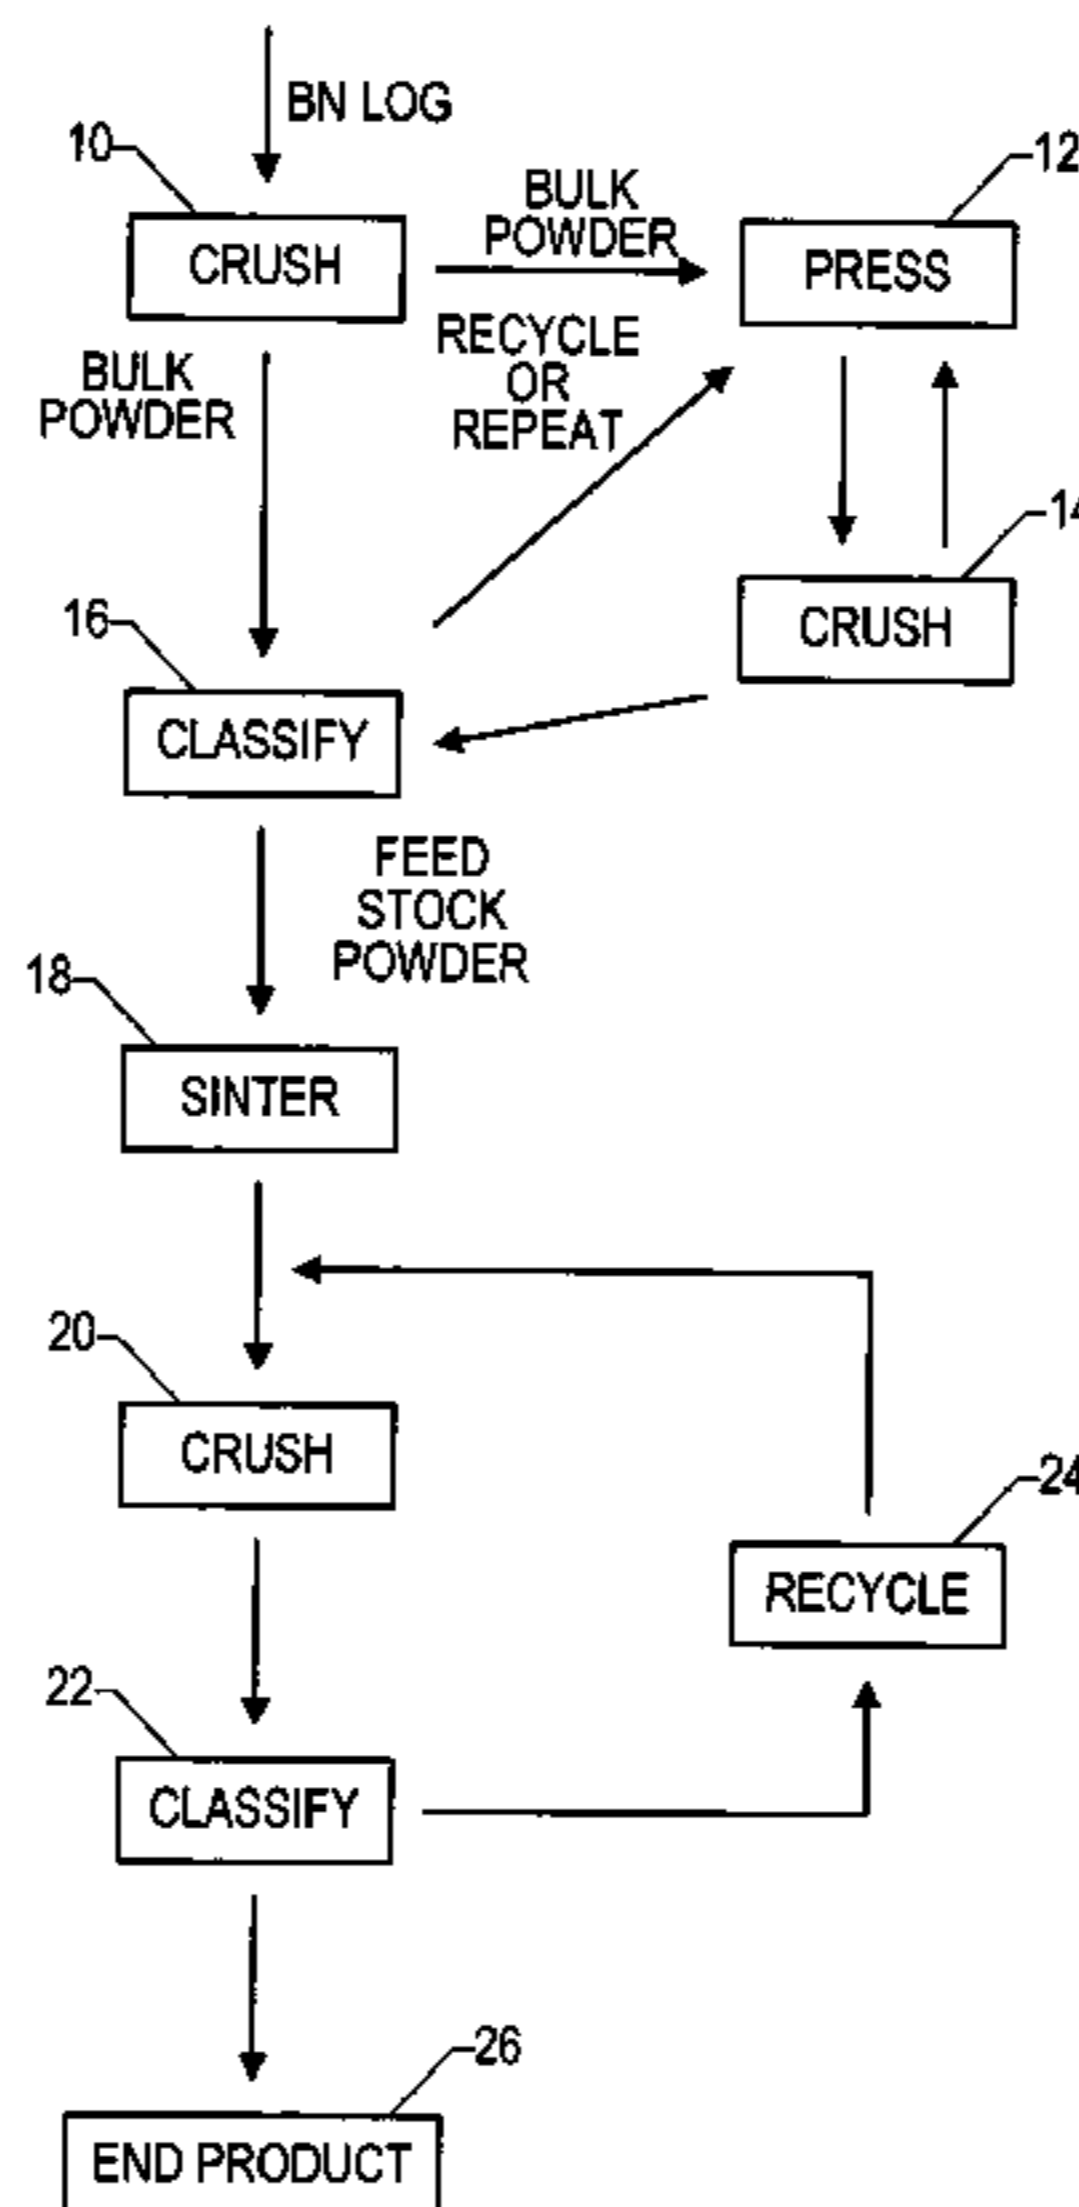 BN LOG
10
12
BULK
POWDER
CRUSH
PRESS
RECYCLE
OR
REPEAT
BULK
POWDER
14
CRUSH
16
CLASSIFY
FEED
STOCK
POWDER
18
SINTER
20
CRUSH
24
RECYCLE
22
CLASSIFY
26
END PRODUCT